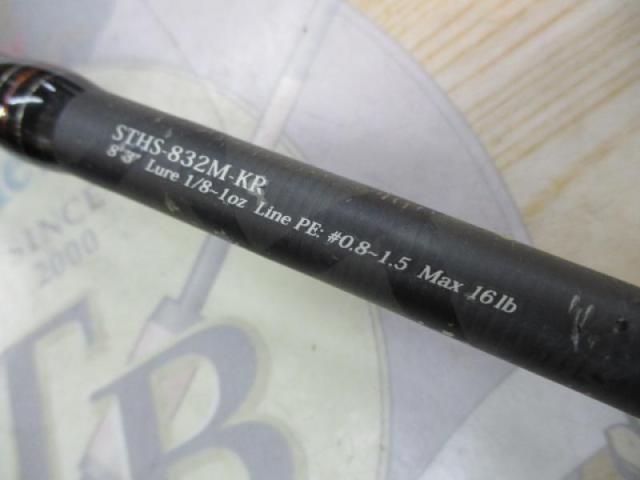 STHS-832M-KR
8'3" Lure 1/8~1oz Line PE: #0.8~1.5 Max 16lb
SINCE
2000
TB